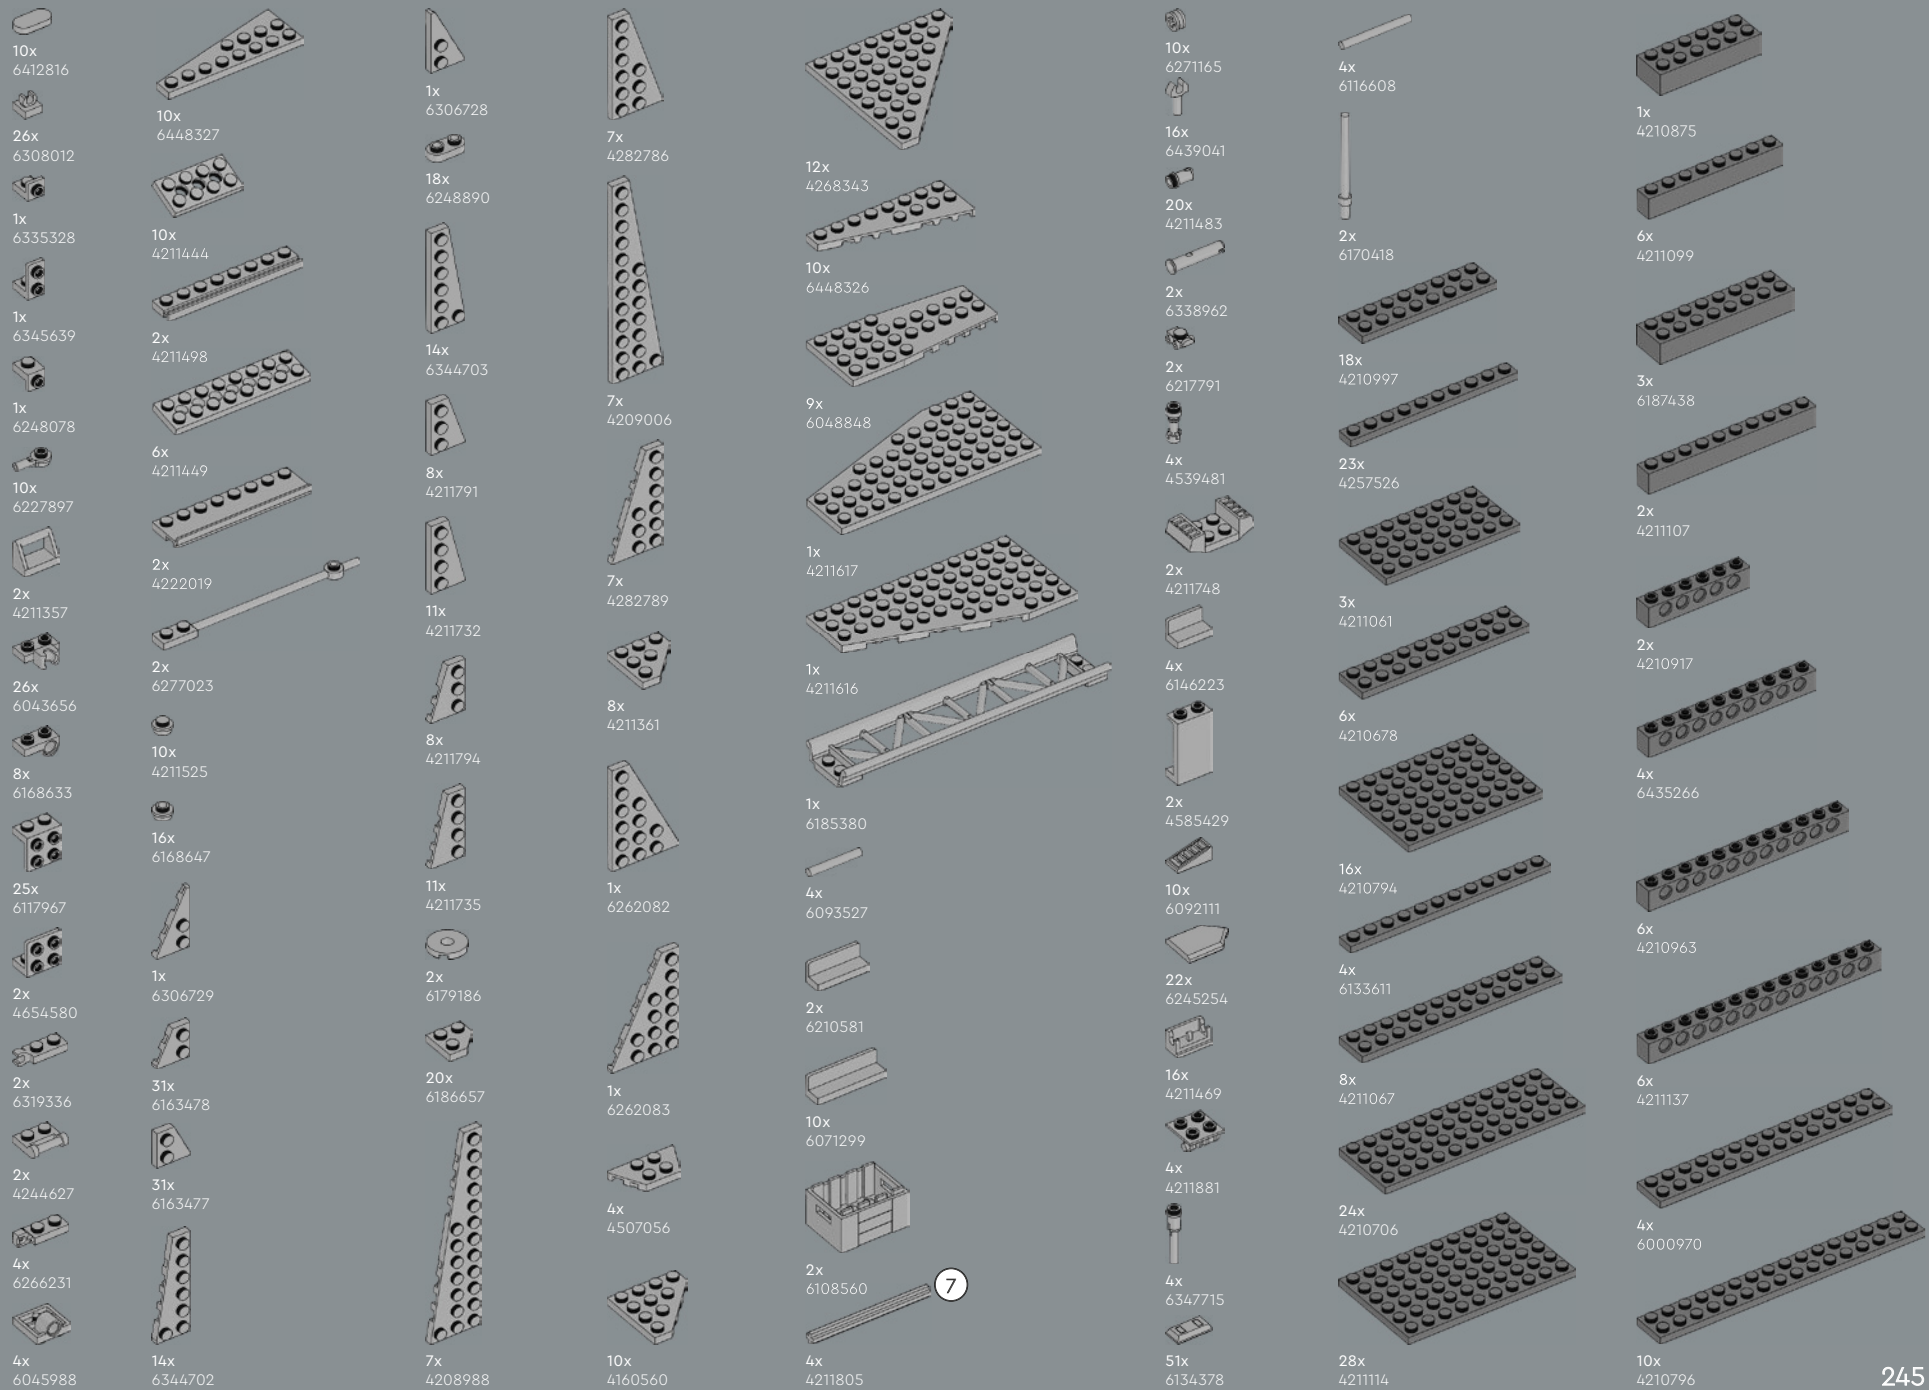 10x
6412816
26x
6308012
1x
6335328
1x
6345639
1x
6248078
10x
6227897
2x
4211357
26x
6043656
8x
6168633
25x
6117967
2x
4654580
2x
6319336
2x
4244627
4x
6266231
4x
6045988
10x
6448327
10x
4211444
2x
4211498
6x
4211449
2x
4222019
2x
6277023
10x
4211525
16x
6168647
1x
6306729
31x
6163478
31x
6163477
14x
6344702
1x
6306728
18x
6248890
14x
6344703
8x
4211791
11x
4211732
8x
4211794
11x
4211735
2x
6179186
20x
6186657
7x
4208988
7x
4282786
7x
4209006
7x
4282789
8x
4211361
1x
6262082
1x
6262083
4x
4507056
10x
4160560
12x
4268343
10x
6448326
9x
6048848
1x
4211617
1x
4211616
1x
6185380
4x
6093527
2x
6210581
10x
6071299
2x
6108560
7
4x
4211805
10x
6271165
16x
6439041
20x
4211483
2x
6338962
2x
6217791
4x
4539481
2x
4211748
4x
6146223
2x
4585429
10x
6092111
22x
6245254
16x
4211469
4x
4211881
4x
6347715
51x
6134378
4x
6116608
2x
6170418
18x
4210997
23x
4257526
3x
4211061
6x
4210678
16x
4210794
4x
6133611
8x
4211067
24x
4210706
28x
4211114
1x
4210875
6x
4211099
3x
6187438
2x
4211107
2x
4210917
4x
6435266
6x
4210963
6x
4211137
4x
6000970
10x
4210796
245